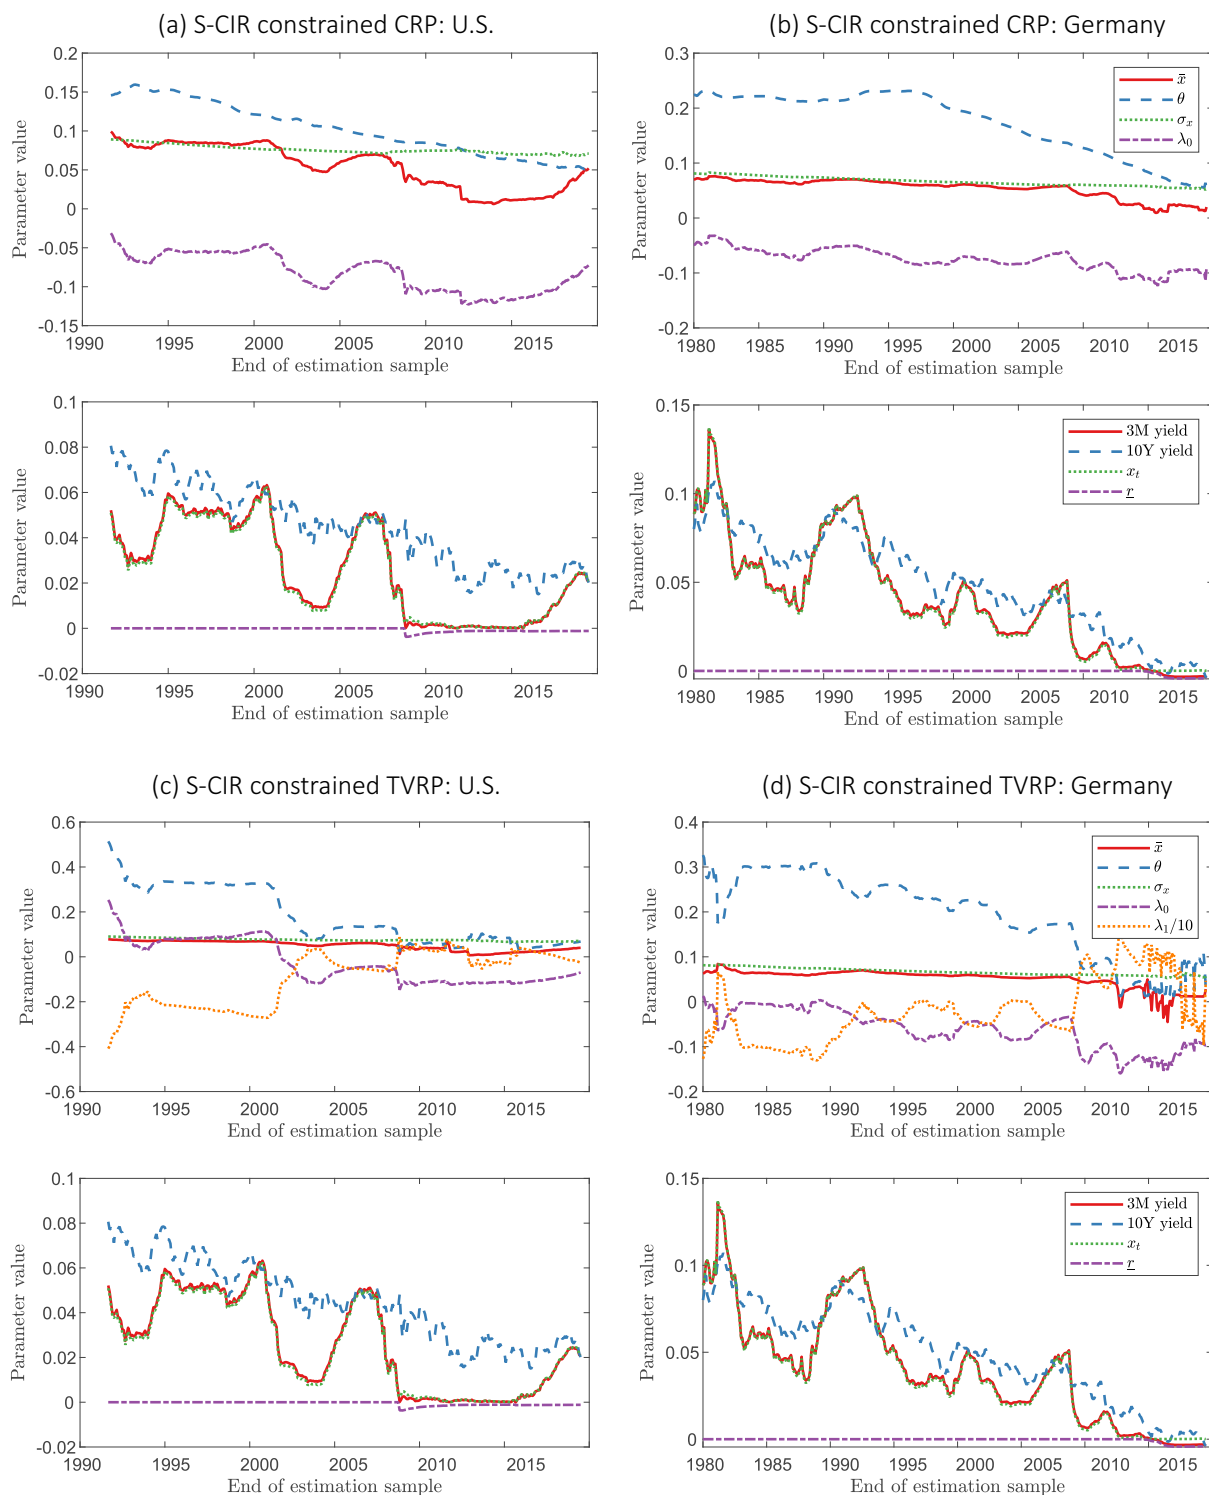 (a) S-CIR constrained CRP: U.S.
0.2
0.15
0.1
0.05
0
-0.05
-0.1
-0.15
Parameter value
1990 1995 2000 2005 2010 2015
End of estimation sample
0.1
0.08
0.06
0.04
0.02
0
-0.02
Parameter value
1990 1995 2000 2005 2010 2015
End of estimation sample
(b) S-CIR constrained CRP: Germany
0.3
0.2
0.1
0
-0.1
-0.2
Parameter value
x̄
θ
σₓ
λ₀
1980 1985 1990 1995 2000 2005 2010 2015
End of estimation sample
0.15
0.1
0.05
0
Parameter value
3M yield
10Y yield
xₜ
r̲
1980 1985 1990 1995 2000 2005 2010 2015
End of estimation sample
(c) S-CIR constrained TVRP: U.S.
0.6
0.4
0.2
0
-0.2
-0.4
-0.6
Parameter value
1990 1995 2000 2005 2010 2015
End of estimation sample
0.1
0.08
0.06
0.04
0.02
0
-0.02
Parameter value
1990 1995 2000 2005 2010 2015
End of estimation sample
(d) S-CIR constrained TVRP: Germany
0.4
0.3
0.2
0.1
0
-0.1
-0.2
Parameter value
x̄
θ
σₓ
λ₀
λ₁/10
1980 1985 1990 1995 2000 2005 2010 2015
End of estimation sample
0.15
0.1
0.05
0
Parameter value
3M yield
10Y yield
xₜ
r̲
1980 1985 1990 1995 2000 2005 2010 2015
End of estimation sample